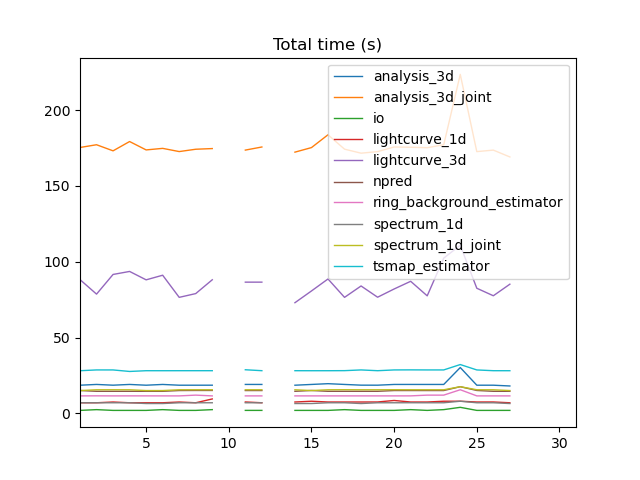 Total time (s)
200
150
100
50
0
5
10
15
20
25
30
analysis_3d
analysis_3d_joint
io
lightcurve_1d
lightcurve_3d
npred
ring_background_estimator
spectrum_1d
spectrum_1d_joint
tsmap_estimator